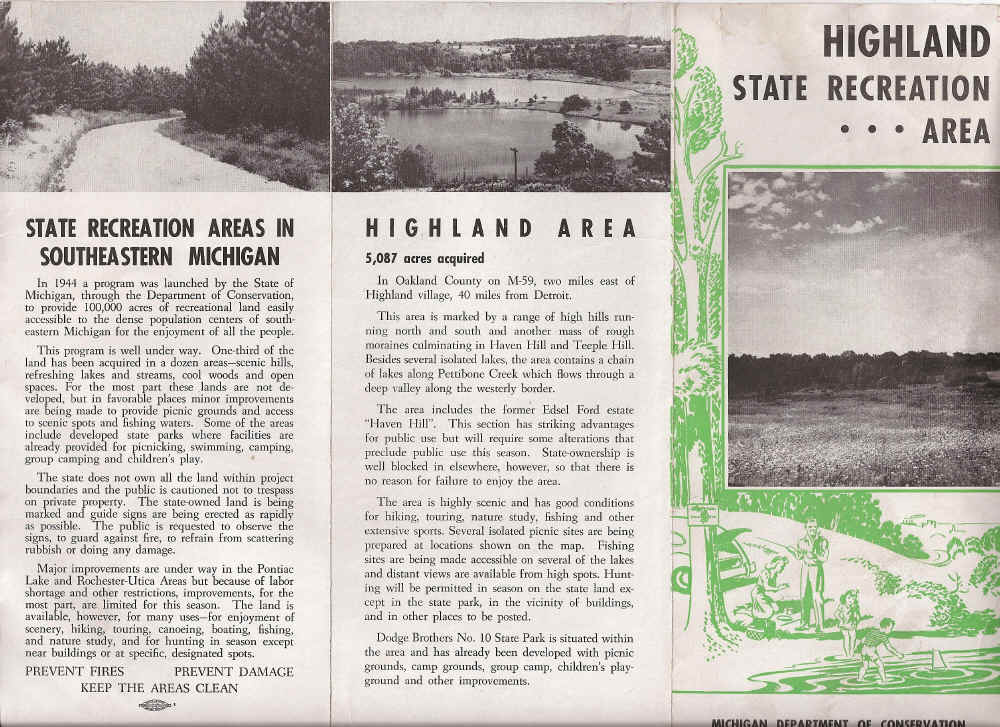 STATE RECREATION AREAS IN
SOUTHEASTERN MICHIGAN
In 1944 a program was launched by the State of
Michigan, through the Department of Conservation,
to provide 100,000 acres of recreational land easily
accessible to the dense population centers of south-
eastern Michigan for the enjoyment of all the people.
This program is well under way. One-third of the
land has been acquired in a dozen areas—scenic hills,
refreshing lakes and streams, cool woods and open
spaces. For the most part these lands are not de-
veloped, but in favorable places minor improvements
are being made to provide picnic grounds and access
to scenic spots and fishing waters. Some of the areas
include developed state parks where facilities are
already provided for picnicking, swimming, camping,
group camping and children's play.
The state does not own all the land within project
boundaries and the public is cautioned not to trespass
on private property. The state-owned land is being
marked and guide signs are being erected as rapidly
as possible. The public is requested to observe the
signs, to guard against fire, to refrain from scattering
rubbish or doing any damage.
Major improvements are under way in the Pontiac
Lake and Rochester-Utica Areas but because of labor
shortage and other restrictions, improvements, for the
most part, are limited for this season. The land is
available, however, for many uses—for enjoyment of
scenery, hiking, touring, canoeing, boating, fishing,
and nature study, and for hunting in season except
near buildings or at specific, designated spots.
PREVENT FIRES PREVENT DAMAGE
KEEP THE AREAS CLEAN
HIGHLAND AREA
5,087 acres acquired
In Oakland County on M-59, two miles east of
Highland village, 40 miles from Detroit.
This area is marked by a range of high hills run-
ning north and south and another mass of rough
moraines culminating in Haven Hill and Teeple Hill.
Besides several isolated lakes, the area contains a chain
of lakes along Pettibone Creek which flows through a
deep valley along the westerly border.
The area includes the former Edsel Ford estate
"Haven Hill". This section has striking advantages
for public use but will require some alterations that
preclude public use this season. State-ownership is
well blocked in elsewhere, however, so that there is
no reason for failure to enjoy the area.
The area is highly scenic and has good conditions
for hiking, touring, nature study, fishing and other
extensive sports. Several isolated picnic sites are being
prepared at locations shown on the map. Fishing
sites are being made accessible on several of the lakes
and distant views are available from high spots. Hunt-
ing will be permitted in season on the state land ex-
cept in the state park, in the vicinity of buildings,
and in other places to be posted.
Dodge Brothers No. 10 State Park is situated within
the area and has already been developed with picnic
grounds, camp grounds, group camp, children's play-
ground and other improvements.
HIGHLAND
STATE RECREATION
• • • AREA
MICHIGAN DEPARTMENT OF CONSERVATION